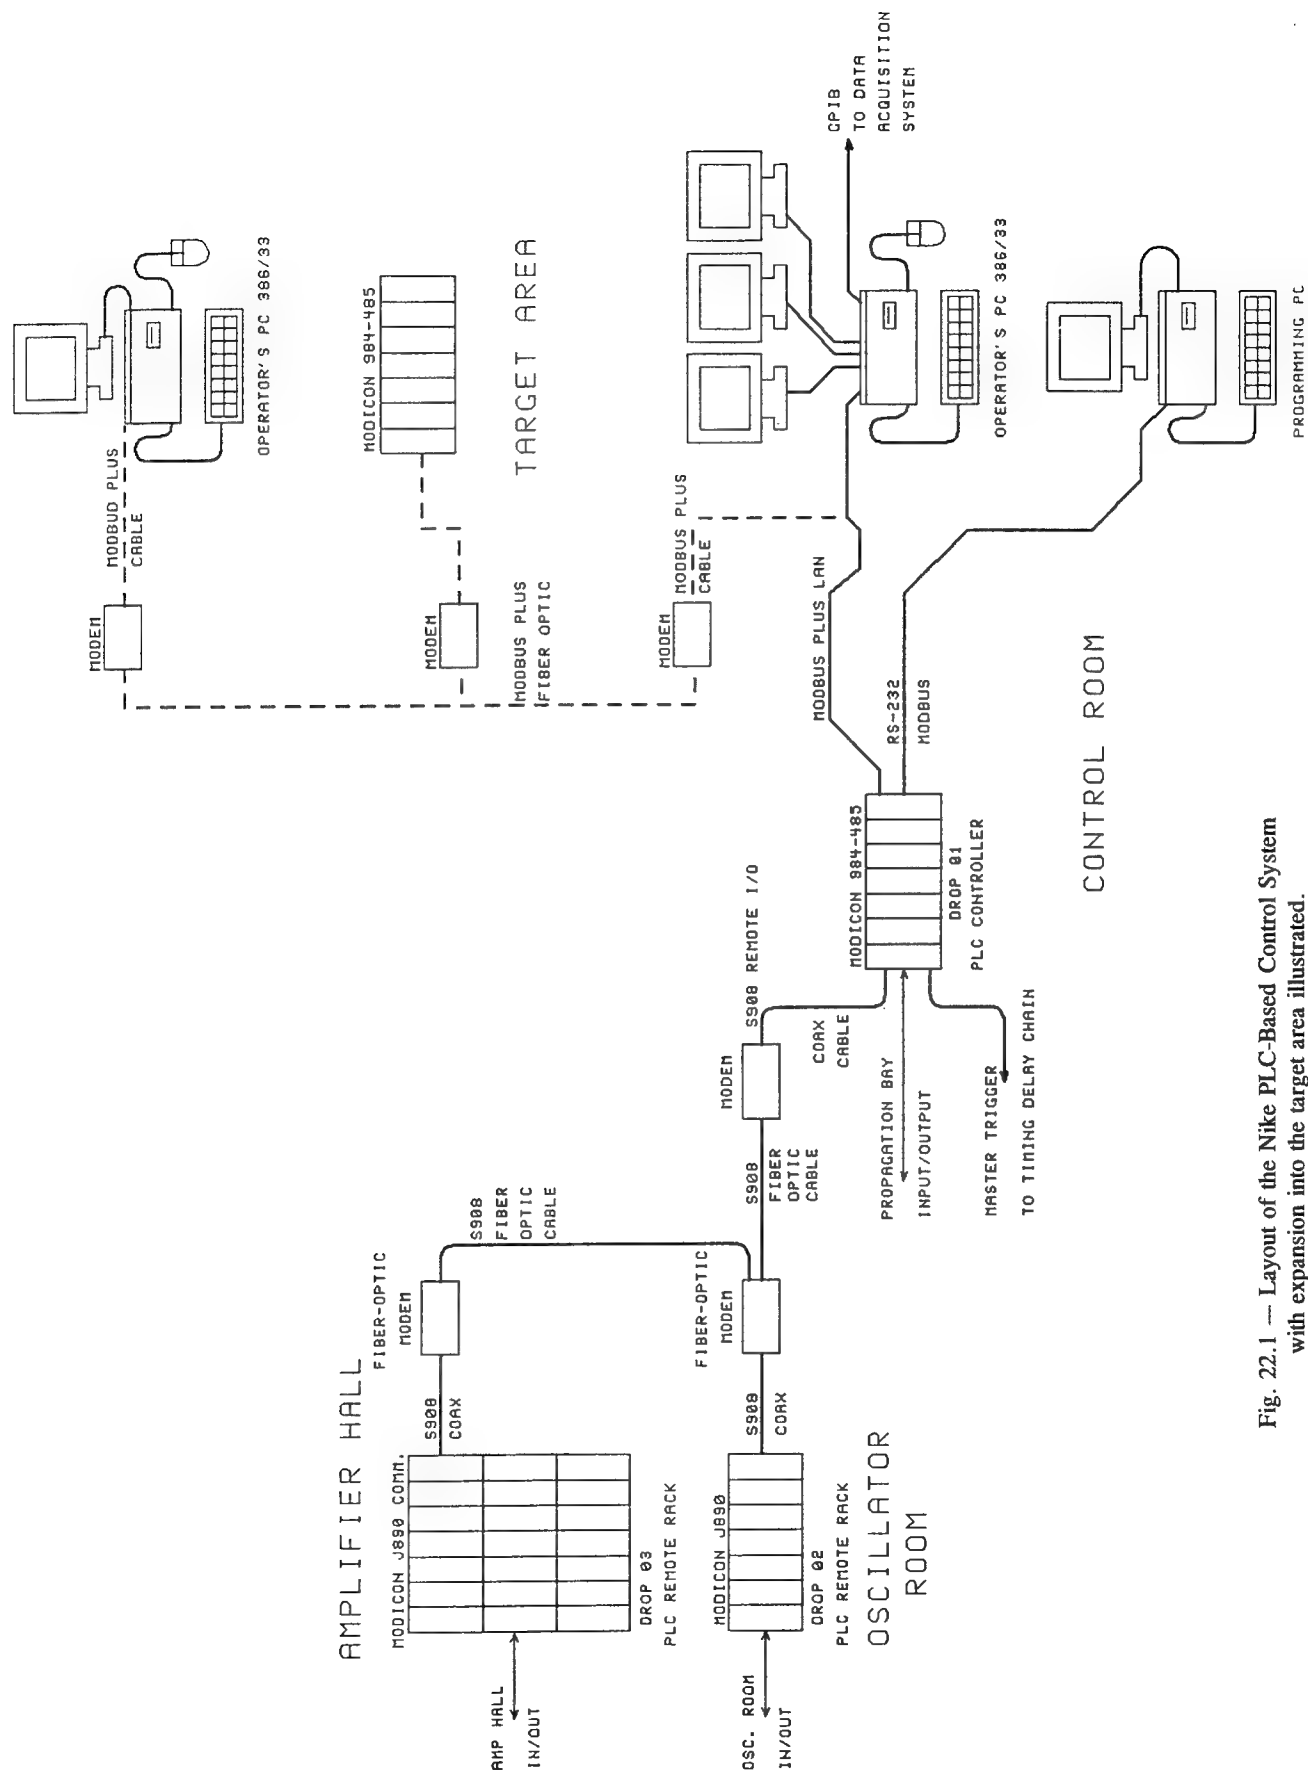 AMPLIFIER HALL
MODICON J890 COMM.
S908
COAX
FIBER-OPTIC
MODEM
S908
FIBER
OPTIC
CABLE
DROP 03
PLC REMOTE RACK
AMP HALL
IN/OUT
MODICON J890
S908
COAX
FIBER-OPTIC
MODEM
S908
FIBER
OPTIC
CABLE
MODEM
S908 REMOTE I/O
COAX
CABLE
DROP 02
PLC REMOTE RACK
OSCILLATOR
ROOM
OSC. ROOM
IN/OUT
MODICON 984-485
DROP 01
PLC CONTROLLER
PROPAGATION BAY
INPUT/OUTPUT
MASTER TRIGGER
TO TIMING DELAY CHAIN
MODEM
MODBUD PLUS
CABLE
OPERATOR'S PC 386/33
MODICON 984-485
TARGET AREA
MODEM
MODBUS PLUS
FIBER OPTIC
MODEM
MODBUS PLUS
CABLE
MODBUS PLUS LAN
RS-232
MODBUS
GPIB
TO DATA
ACQUISITION
SYSTEM
OPERATOR'S PC 386/33
CONTROL ROOM
PROGRAMMING PC
Fig. 22.1 — Layout of the Nike PLC-Based Control System
with expansion into the target area illustrated.